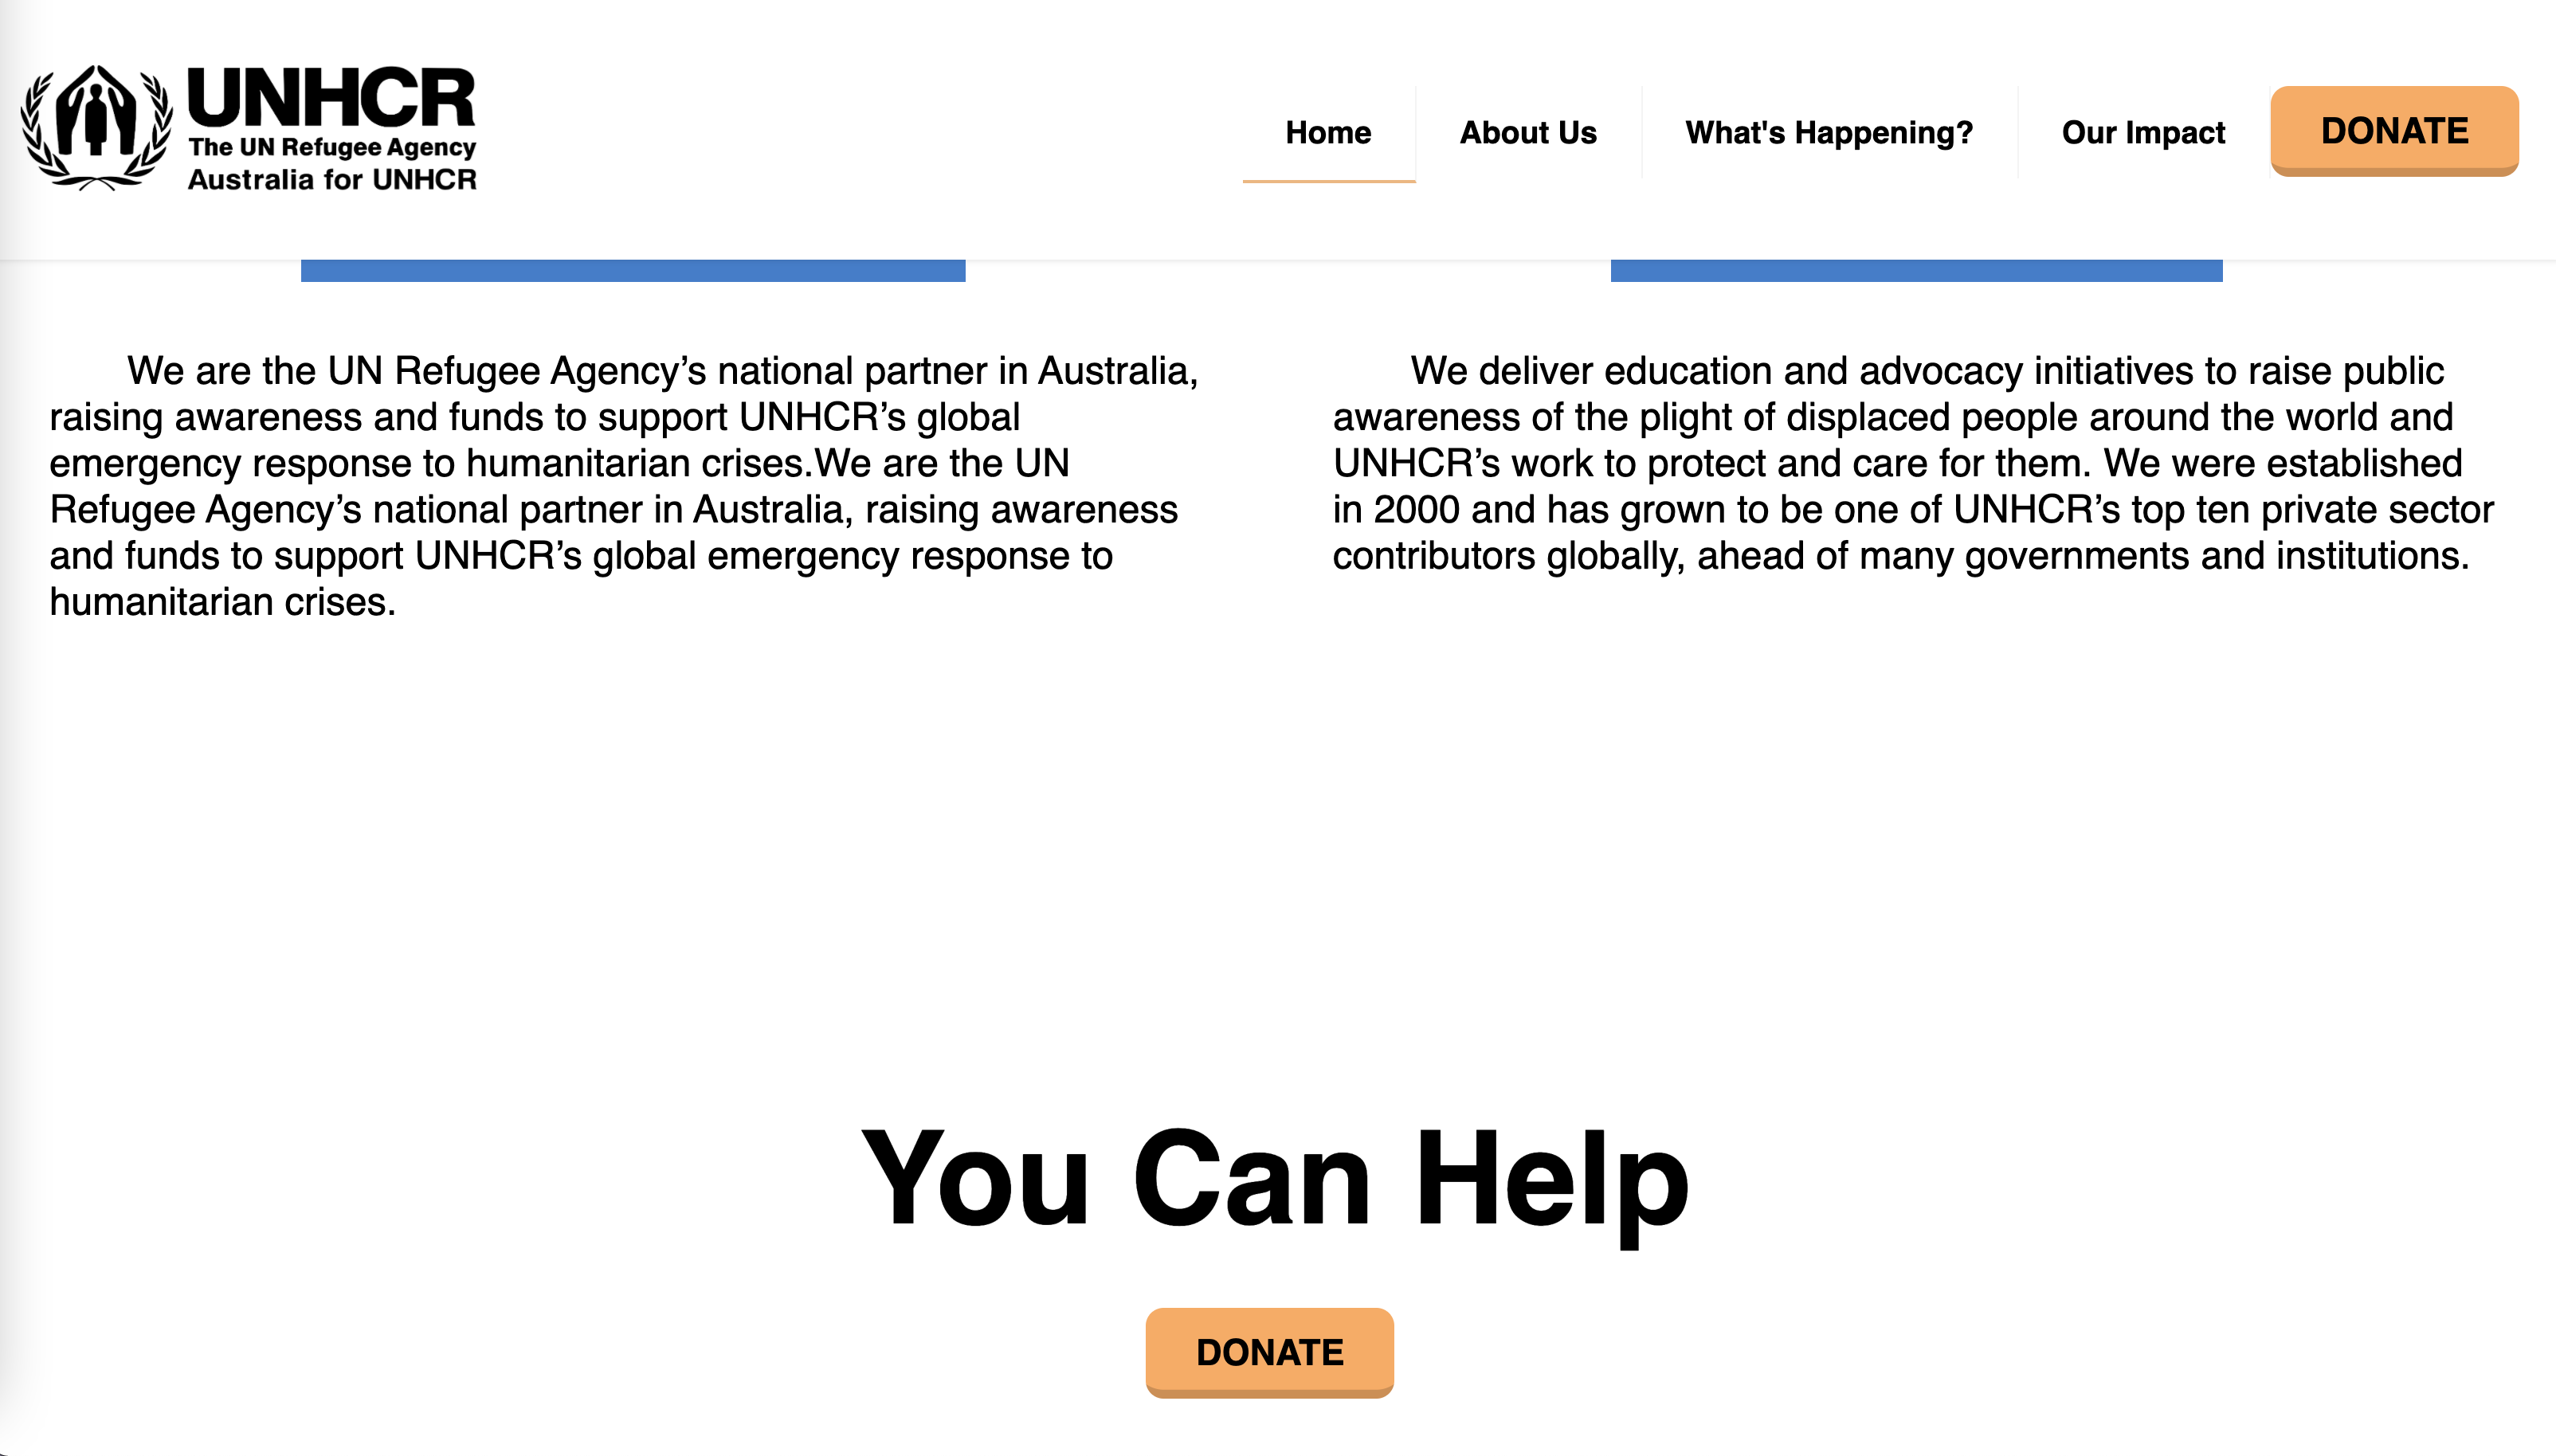 UNHCR
The UN Refugee Agency
Australia for UNHCR
Home
About Us
What's Happening?
Our Impact
DONATE
We are the UN Refugee Agency’s national partner in Australia,
raising awareness and funds to support UNHCR’s global
emergency response to humanitarian crises.We are the UN
Refugee Agency’s national partner in Australia, raising awareness
and funds to support UNHCR’s global emergency response to
humanitarian crises.
We deliver education and advocacy initiatives to raise public
awareness of the plight of displaced people around the world and
UNHCR’s work to protect and care for them. We were established
in 2000 and has grown to be one of UNHCR’s top ten private sector
contributors globally, ahead of many governments and institutions.
You Can Help
DONATE